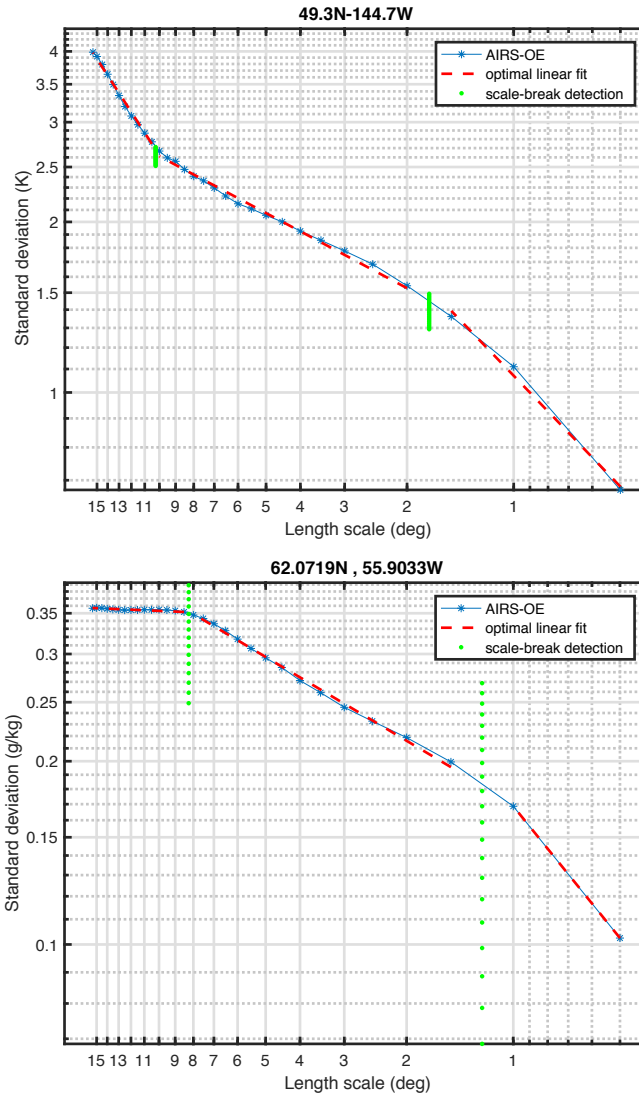 49.3N-144.7W
4
3.5
3
2.5
2
1.5
1
Standard deviation (K)
AIRS-OE
optimal linear fit
scale-break detection
15 13 11 9 8 7 6 5 4 3 2 1
Length scale (deg)
62.0719N , 55.9033W
0.35
0.3
0.25
0.2
0.15
0.1
Standard deviation (g/kg)
AIRS-OE
optimal linear fit
scale-break detection
15 13 11 9 8 7 6 5 4 3 2 1
Length scale (deg)